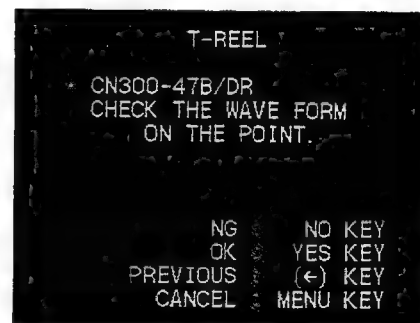 T-REEL
* CN300-47B/DR
CHECK THE WAVE FORM
ON THE POINT.
NG : NO KEY
OK : YES KEY
PREVIOUS : (←) KEY
CANCEL : MENU KEY